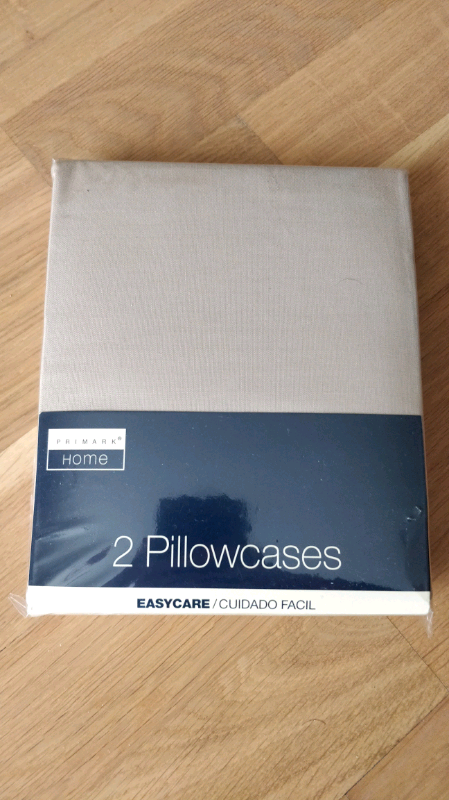 PRIMARK®
HOME
2 Pillowcases
EASYCARE / CUIDADO FACIL